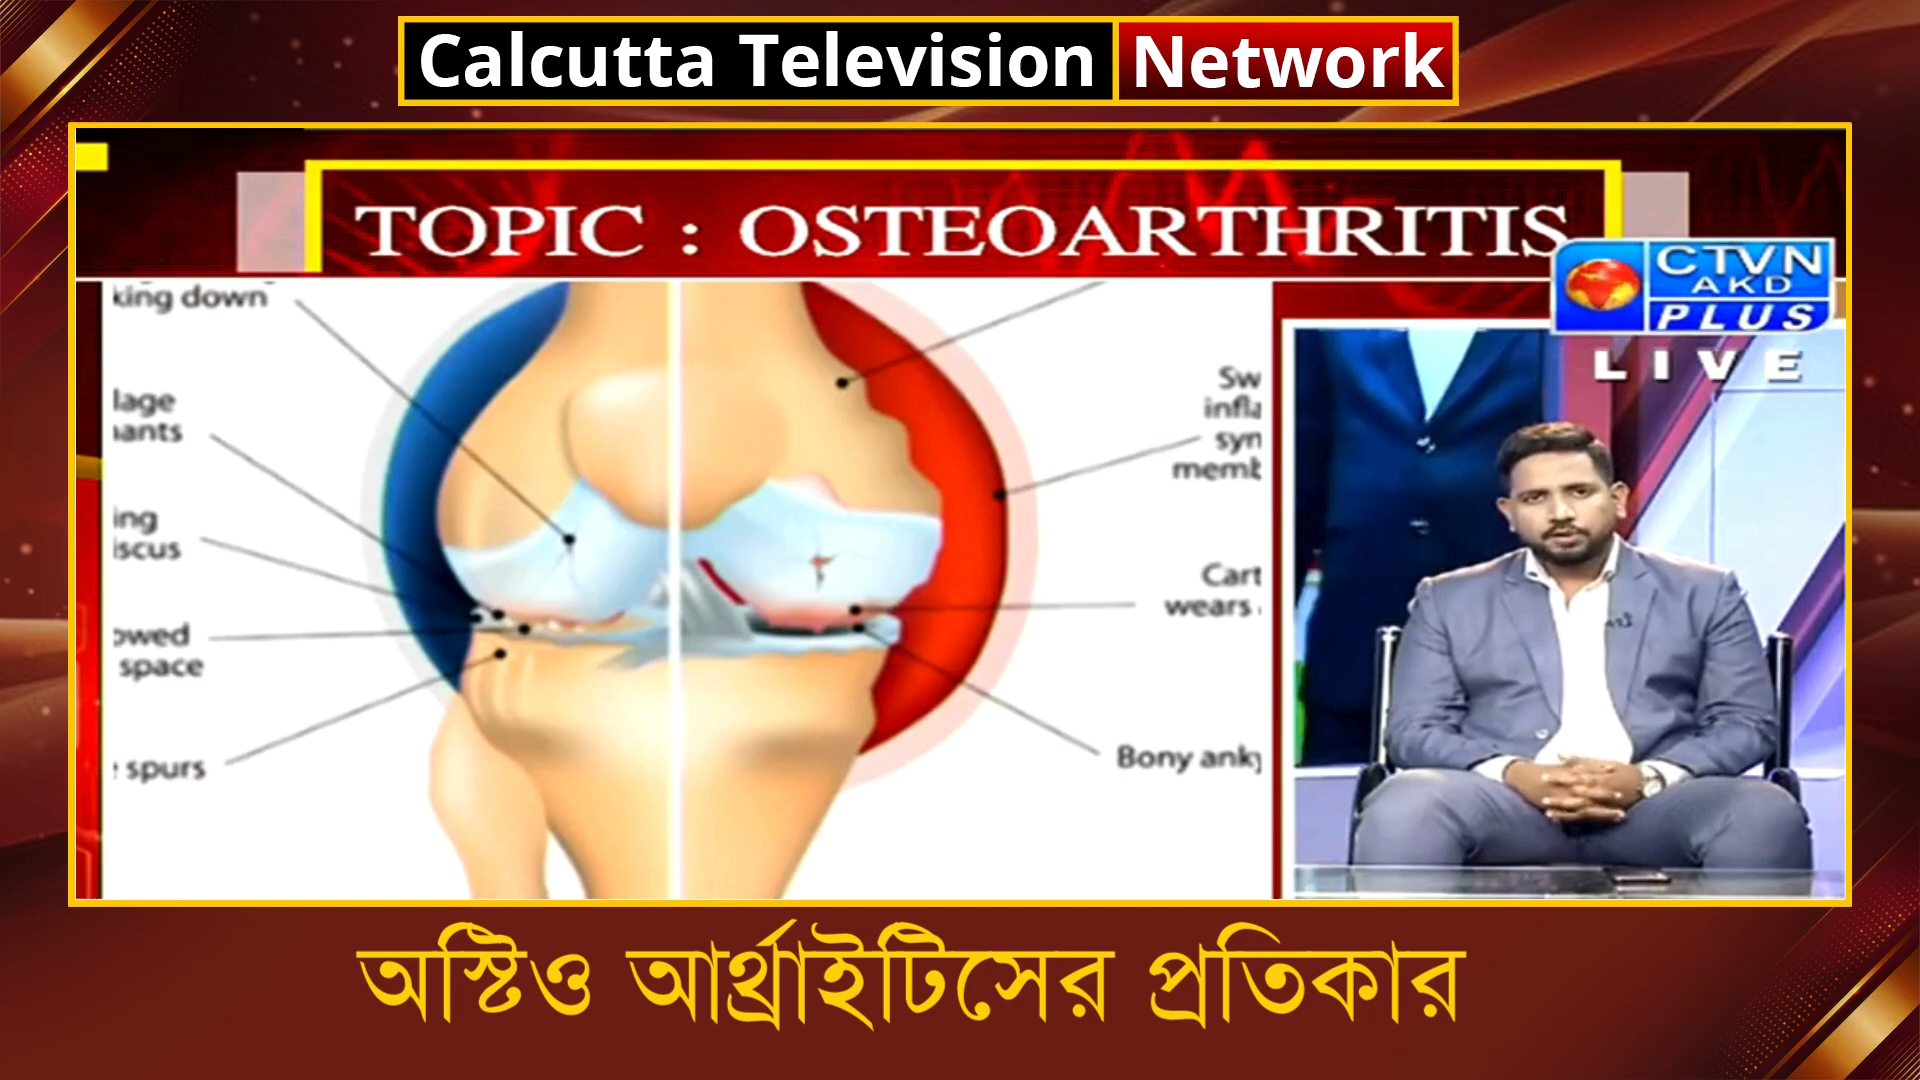 Calcutta Television Network
TOPIC : OSTEOARTHRITIS
CTVN
AKD
PLUS
LIVE
king down
lage
ants
ing
iscus
owed
space
spurs
Sw
infla
syn
memb
Cart
wears
Bony anky
অস্টিও আর্থ্রাইটিসের প্রতিকার